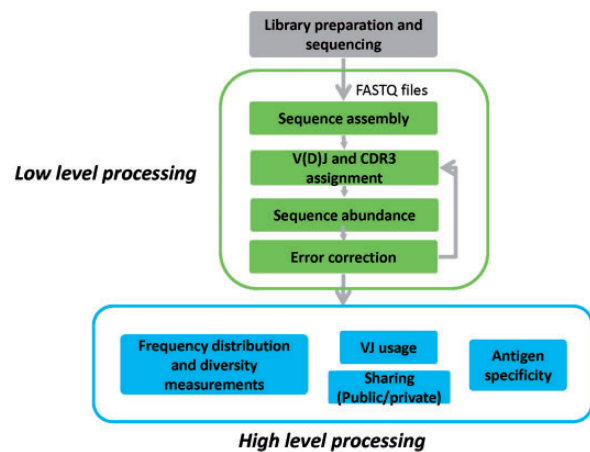 Library preparation and
sequencing
FASTQ files
Sequence assembly
Low level processing
V(D)J and CDR3
assignment
Sequence abundance
Error correction
Frequency distribution
and diversity
measurements
VJ usage
Sharing
(Public/private)
Antigen
specificity
High level processing